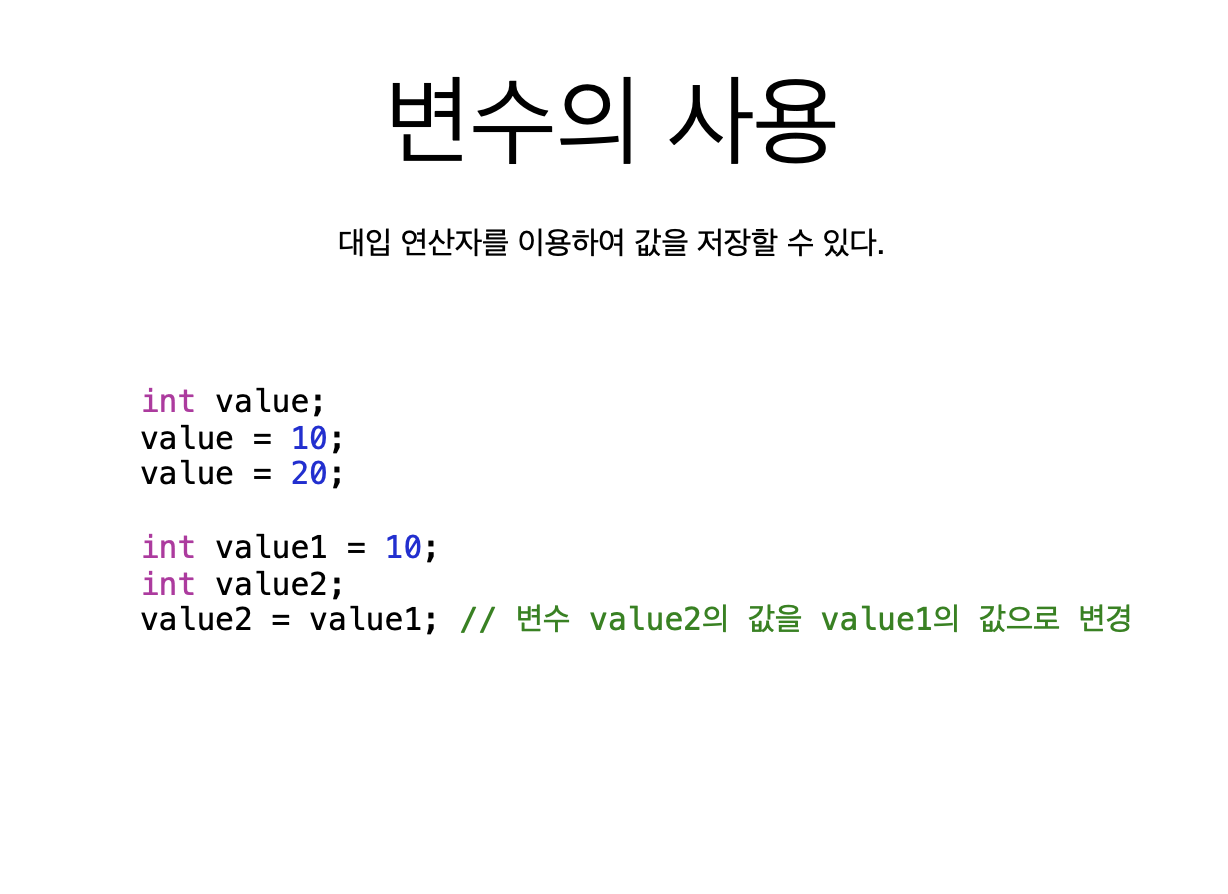 변수의 사용
대입 연산자를 이용하여 값을 저장할 수 있다.
int value;
value = 10;
value = 20;
int value1 = 10;
int value2;
value2 = value1; // 변수 value2의 값을 value1의 값으로 변경